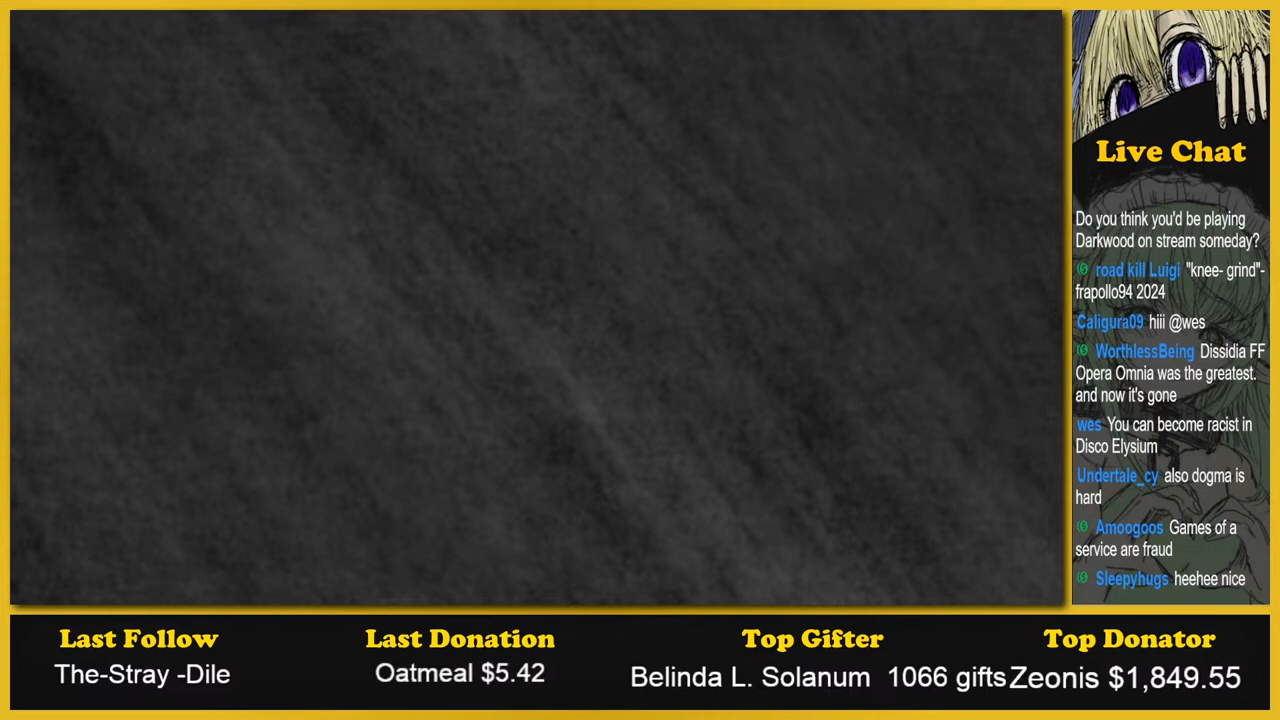 Live Chat
Do you think you'd be playing
Darkwood on stream someday?
road kill Luigi "knee- grind"-
frapollo94 2024
Caligura09 hiii @wes
WorthlessBeing Dissidia FF
Opera Omnia was the greatest.
and now it's gone
wes You can become racist in
Disco Elysium
Undertale_cy also dogma is
hard
Amoogoos Games of a
service are fraud
Sleepyhugs heehee nice
Last Follow
The-Stray -Dile
Last Donation
Oatmeal $5.42
Top Gifter
Belinda L. Solanum 1066 gifts
Top Donator
Zeonis $1,849.55